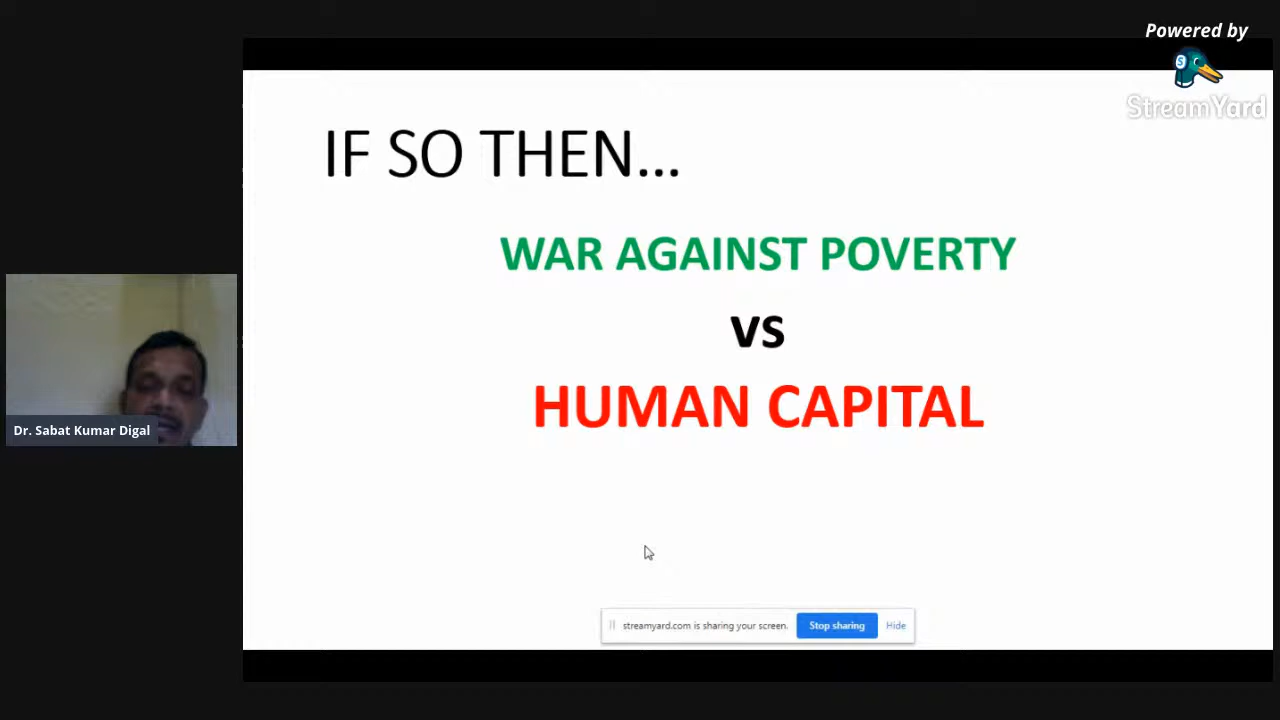 Powered by
StreamYard
IF SO THEN...
WAR AGAINST POVERTY
VS
HUMAN CAPITAL
Dr. Sabat Kumar Digal
streamyard.com is sharing your screen.
Stop sharing
Hide